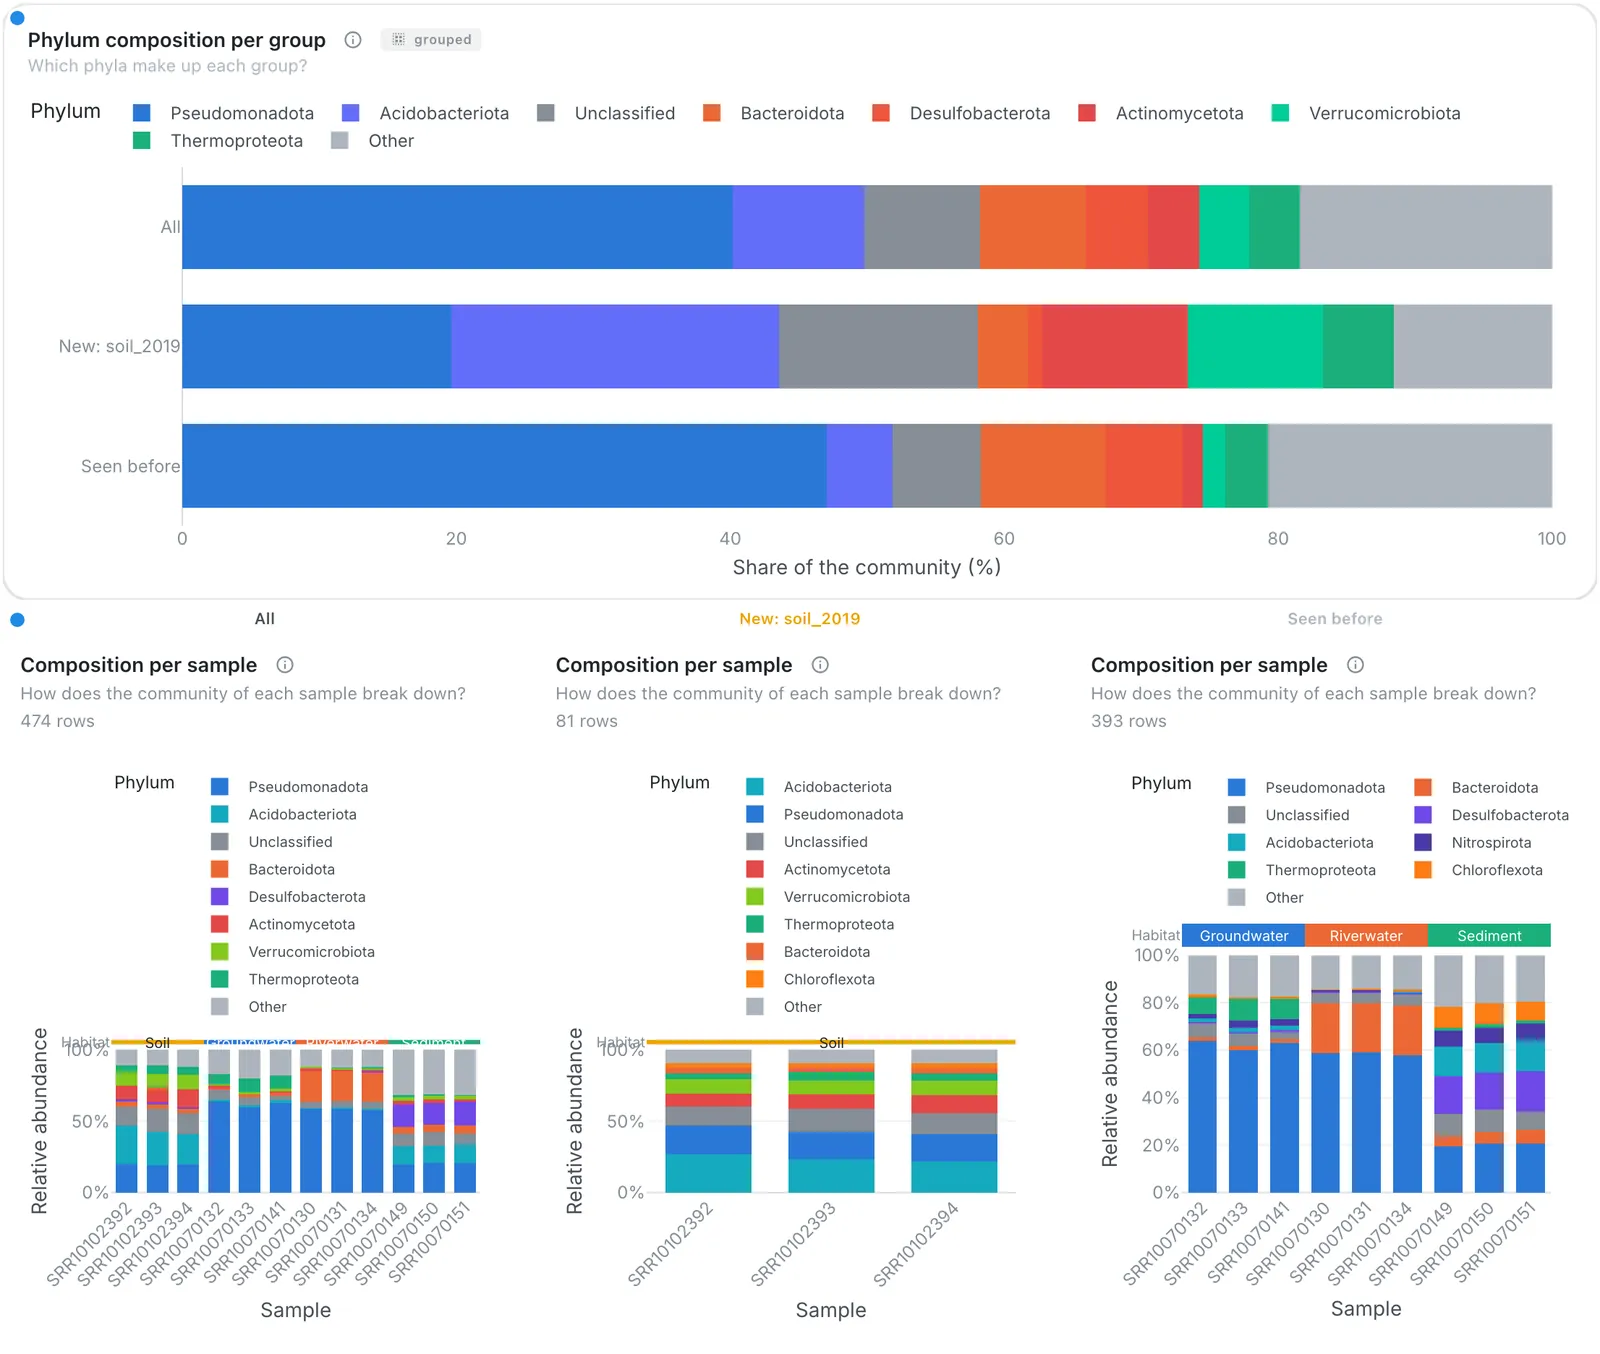 Phylum composition per group
grouped
Which phyla make up each group?
Phylum
Pseudomonadota
Acidobacteriota
Unclassified
Bacteroidota
Desulfobacterota
Actinomycetota
Verrucomicrobiota
Thermoproteota
Other
All
New: soil_2019
Seen before
0
20
40
60
80
100
Share of the community (%)
All
Composition per sample
How does the community of each sample break down?
474 rows
Phylum
Pseudomonadota
Acidobacteriota
Unclassified
Bacteroidota
Desulfobacterota
Actinomycetota
Verrucomicrobiota
Thermoproteota
Other
Habitat
Soil
Groundwater
Riverwater
Sediment
100%
50%
0%
Relative abundance
SRR10102392
SRR10102393
SRR10102394
SRR10070132
SRR10070133
SRR10070141
SRR10070130
SRR10070131
SRR10070134
SRR10070149
SRR10070150
SRR10070151
Sample
New: soil_2019
Composition per sample
How does the community of each sample break down?
81 rows
Phylum
Acidobacteriota
Pseudomonadota
Unclassified
Actinomycetota
Verrucomicrobiota
Thermoproteota
Bacteroidota
Chloroflexota
Other
Habitat
Soil
100%
50%
0%
Relative abundance
SRR10102392
SRR10102393
SRR10102394
Sample
Seen before
Composition per sample
How does the community of each sample break down?
393 rows
Phylum
Pseudomonadota
Bacteroidota
Unclassified
Desulfobacterota
Acidobacteriota
Nitrospirota
Thermoproteota
Chloroflexota
Other
Habitat
Groundwater
Riverwater
Sediment
100%
80%
60%
40%
20%
0%
Relative abundance
SRR10070132
SRR10070133
SRR10070141
SRR10070130
SRR10070131
SRR10070134
SRR10070149
SRR10070150
SRR10070151
Sample